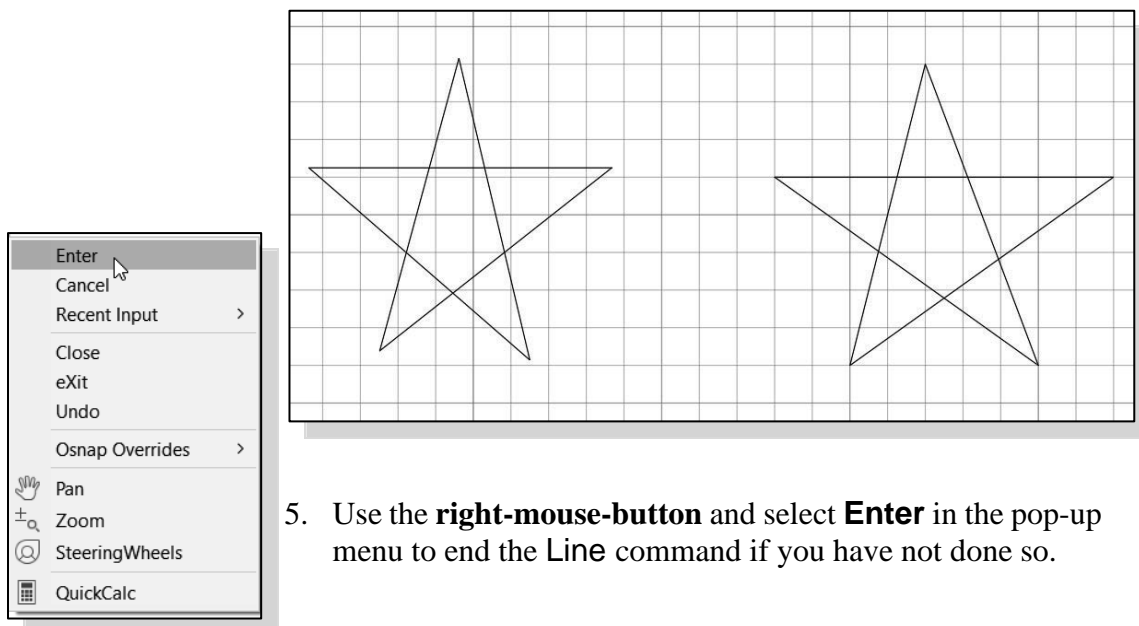 Enter
Cancel
Recent Input >
Close
eXit
Undo
Osnap Overrides >
Pan
Zoom
SteeringWheels
QuickCalc
5. Use the right-mouse-button and select Enter in the pop-up
menu to end the Line command if you have not done so.